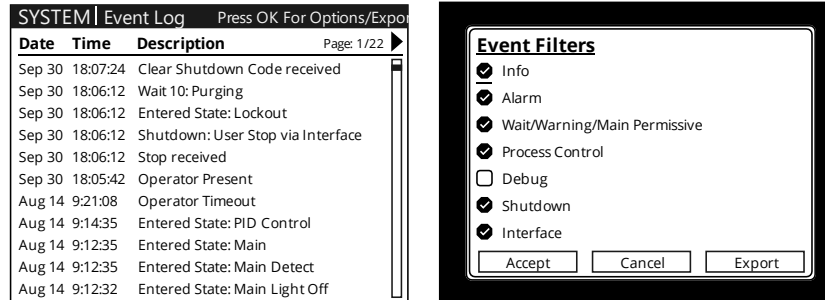 SYSTEM Event Log Press OK For Options/Expor
Date Time Description Page: 1/22
Sep 30 18:07:24 Clear Shutdown Code received
Sep 30 18:06:12 Wait 10: Purging
Sep 30 18:06:12 Entered State: Lockout
Sep 30 18:06:12 Shutdown: User Stop via Interface
Sep 30 18:06:12 Stop received
Sep 30 18:05:42 Operator Present
Aug 14 9:21:08 Operator Timeout
Aug 14 9:14:35 Entered State: PID Control
Aug 14 9:12:35 Entered State: Main
Aug 14 9:12:35 Entered State: Main Detect
Aug 14 9:12:32 Entered State: Main Light Off
Event Filters
Info
Alarm
Wait/Warning/Main Permissive
Process Control
Debug
Shutdown
Interface
Accept Cancel Export